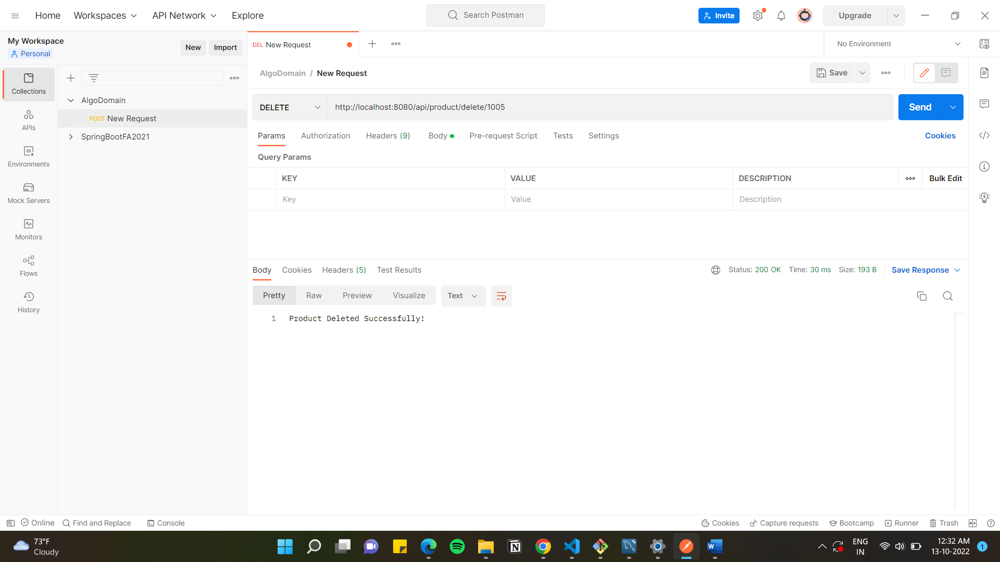 Home
Workspaces
API Network
Explore
Search Postman
Invite
Upgrade
My Workspace
Personal
New
Import
DEL New Request
No Environment
Collections
APIs
Environments
Mock Servers
Monitors
Flows
History
AlgoDomain
POST New Request
SpringBootFA2021
AlgoDomain / New Request
Save
DELETE
http://localhost:8080/api/product/delete/1005
Send
Params
Authorization
Headers (9)
Body
Pre-request Script
Tests
Settings
Cookies
Query Params
KEY
VALUE
DESCRIPTION
Bulk Edit
Key
Value
Description
Body
Cookies
Headers (5)
Test Results
Status: 200 OK
Time: 30 ms
Size: 193 B
Save Response
Pretty
Raw
Preview
Visualize
Text
1
Product Deleted Successfully!
Online
Find and Replace
Console
Cookies
Capture requests
Bootcamp
Runner
Trash
73°F
Cloudy
ENG
IN
12:32 AM
13-10-2022
1